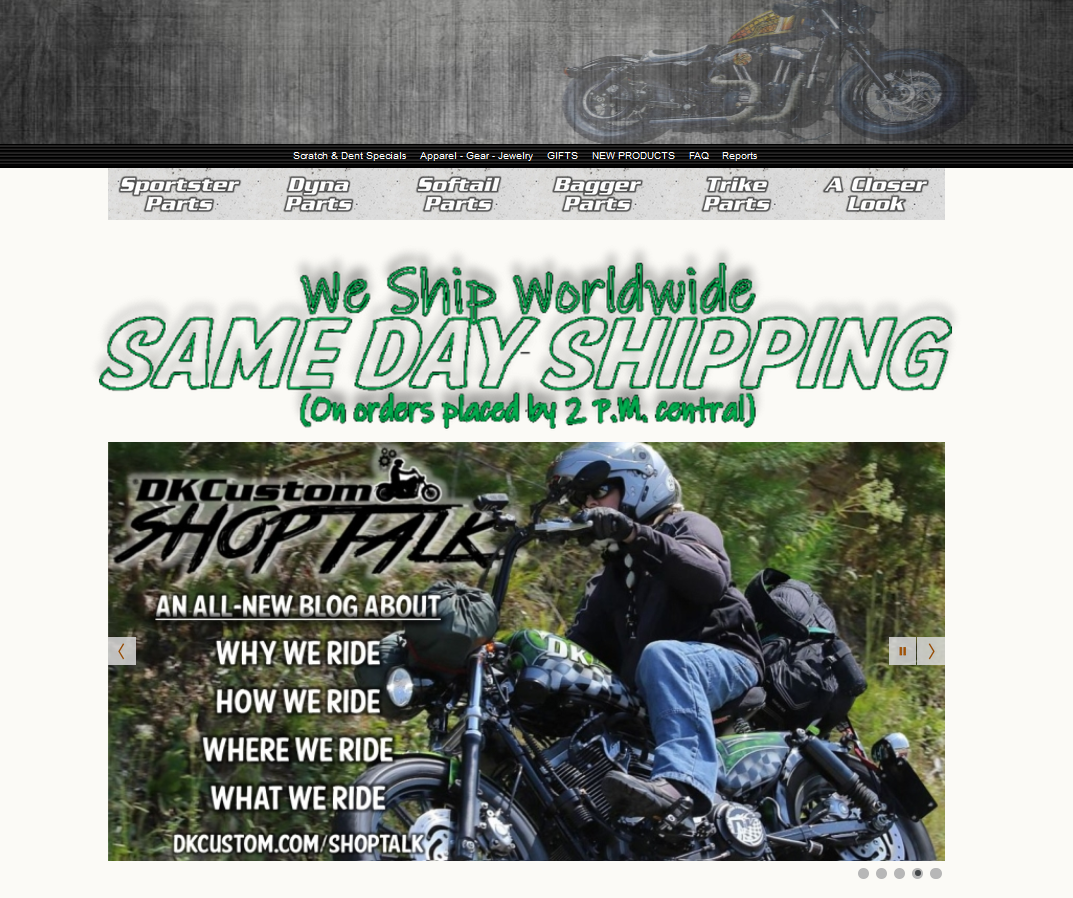 Scratch & Dent Specials Apparel - Gear - Jewelry GIFTS NEW PRODUCTS FAQ Reports
Sportster Parts
Dyna Parts
Softail Parts
Bagger Parts
Trike Parts
A Closer Look
We Ship Worldwide
SAME DAY SHIPPING
(On orders placed by 2 P.M. central)
DKCustom
SHOP TALK
AN ALL-NEW BLOG ABOUT
WHY WE RIDE
HOW WE RIDE
WHERE WE RIDE
WHAT WE RIDE
DKCUSTOM.COM/SHOPTALK